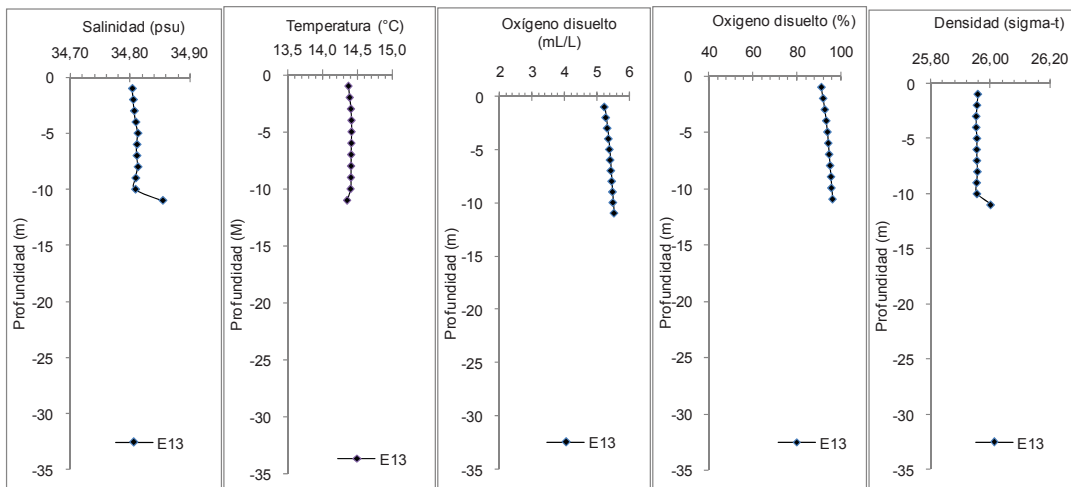 Salinidad (psu)
34,70 34,80 34,90
0
-5
-10
-15
-20
-25
-30
-35
Profundidad (m)
E13
Temperatura (°C)
13,5 14,0 14,5 15,0
0
-5
-10
-15
-20
-25
-30
-35
Profundidad (M)
E13
Oxígeno disuelto
(mL/L)
2 3 4 5 6
0
-5
-10
-15
-20
-25
-30
-35
Profundidad (m)
E13
Oxigeno disuelto (%)
40 60 80 100
0
-5
-10
-15
-20
-25
-30
-35
Profundidad (m)
E13
Densidad (sigma-t)
25,80 26,00 26,20
0
-5
-10
-15
-20
-25
-30
-35
Profundidad (m)
E13